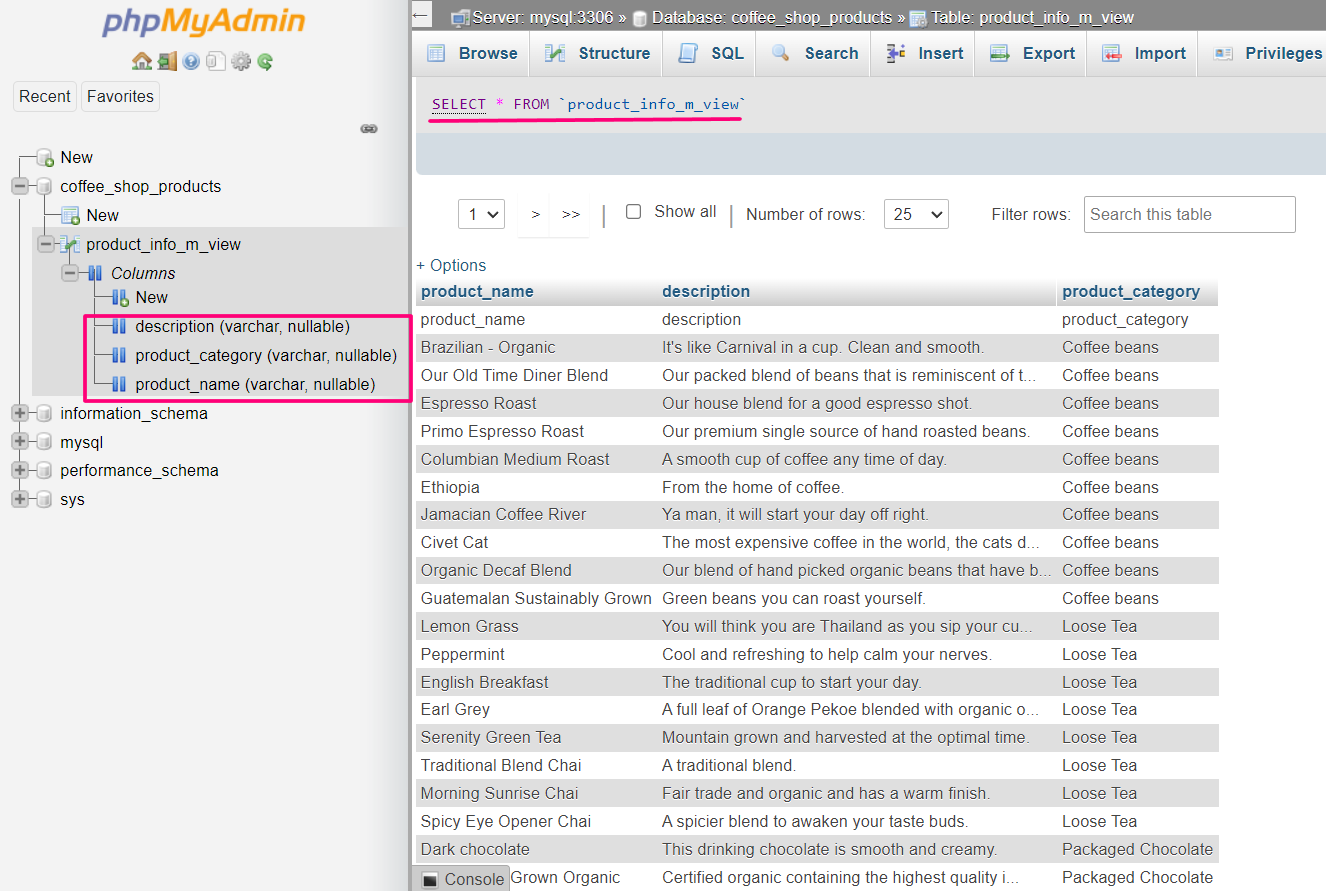 phpMyAdmin
Recent
Favorites
New
coffee_shop_products
New
product_info_m_view
Columns
New
description (varchar, nullable)
product_category (varchar, nullable)
product_name (varchar, nullable)
information_schema
mysql
performance_schema
sys
← Server: mysql:3306 » Database: coffee_shop_products » Table: product_info_m_view
Browse Structure SQL Search Insert Export Import Privileges
SELECT * FROM `product_info_m_view`
1 > >> | Show all | Number of rows: 25 Filter rows: Search this table
+ Options
product_name description product_category
product_name description product_category
Brazilian - Organic It's like Carnival in a cup. Clean and smooth. Coffee beans
Our Old Time Diner Blend Our packed blend of beans that is reminiscent of t... Coffee beans
Espresso Roast Our house blend for a good espresso shot. Coffee beans
Primo Espresso Roast Our premium single source of hand roasted beans. Coffee beans
Columbian Medium Roast A smooth cup of coffee any time of day. Coffee beans
Ethiopia From the home of coffee. Coffee beans
Jamacian Coffee River Ya man, it will start your day off right. Coffee beans
Civet Cat The most expensive coffee in the world, the cats d... Coffee beans
Organic Decaf Blend Our blend of hand picked organic beans that have b... Coffee beans
Guatemalan Sustainably Grown Green beans you can roast yourself. Coffee beans
Lemon Grass You will think you are Thailand as you sip your cu... Loose Tea
Peppermint Cool and refreshing to help calm your nerves. Loose Tea
English Breakfast The traditional cup to start your day. Loose Tea
Earl Grey A full leaf of Orange Pekoe blended with organic o... Loose Tea
Serenity Green Tea Mountain grown and harvested at the optimal time. Loose Tea
Traditional Blend Chai A traditional blend. Loose Tea
Morning Sunrise Chai Fair trade and organic and has a warm finish. Loose Tea
Spicy Eye Opener Chai A spicier blend to awaken your taste buds. Loose Tea
Dark chocolate This drinking chocolate is smooth and creamy. Packaged Chocolate
Console Grown Organic Certified organic containing the highest quality i... Packaged Chocolate